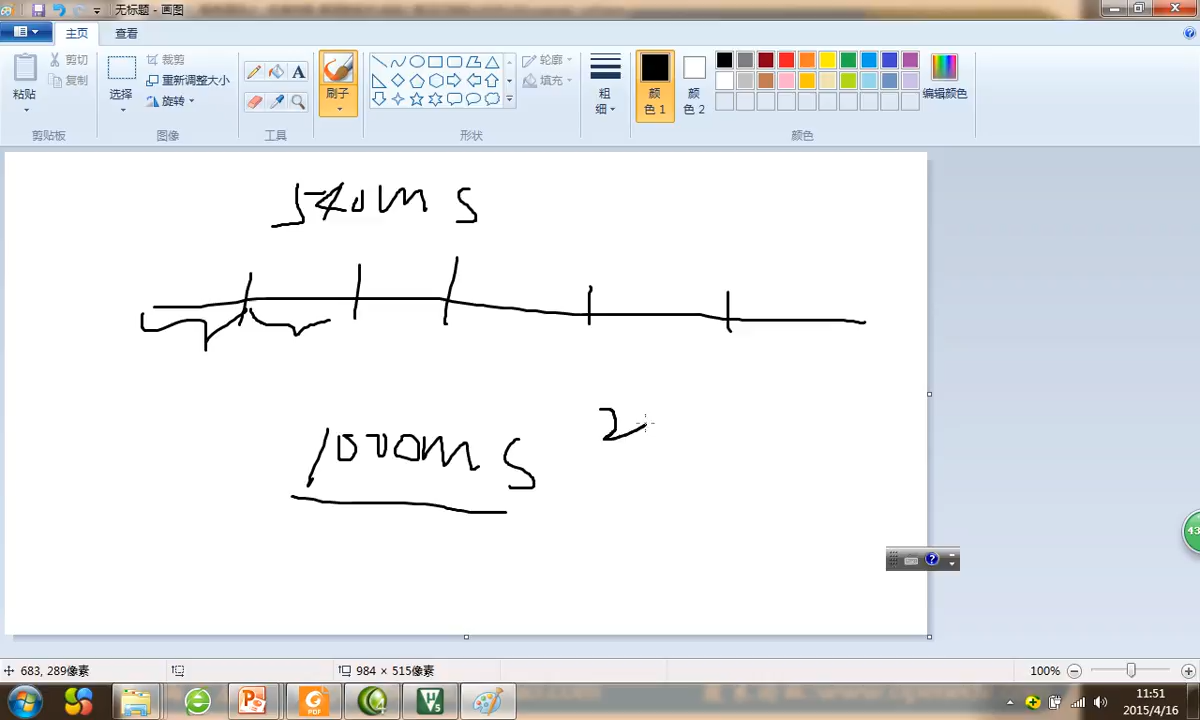 无标题 - 画图
主页 查看
剪切
复制
粘贴
剪贴板
裁剪
重新调整大小
旋转
选择
图像
A
工具
刷子
轮廓
填充
形状
粗细
颜色 1
颜色 2
编辑颜色
颜色
540ms
1000ms
2
43
683, 289像素
984 × 515像素
100%
11:51
2015/4/16